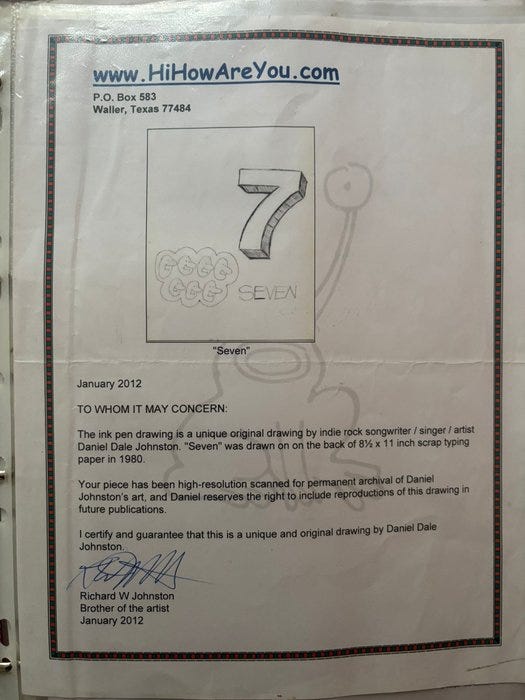 www.HiHowAreYou.com
P.O. Box 583
Waller, Texas 77484
7
SEVEN
"Seven"
January 2012
TO WHOM IT MAY CONCERN:
The ink pen drawing is a unique original drawing by indie rock songwriter / singer / artist
Daniel Dale Johnston. "Seven" was drawn on on the back of 8½ x 11 inch scrap typing
paper in 1980.
Your piece has been high-resolution scanned for permanent archival of Daniel
Johnston's art, and Daniel reserves the right to include reproductions of this drawing in
future publications.
I certify and guarantee that this is a unique and original drawing by Daniel Dale
Johnston.
Richard W Johnston
Brother of the artist
January 2012